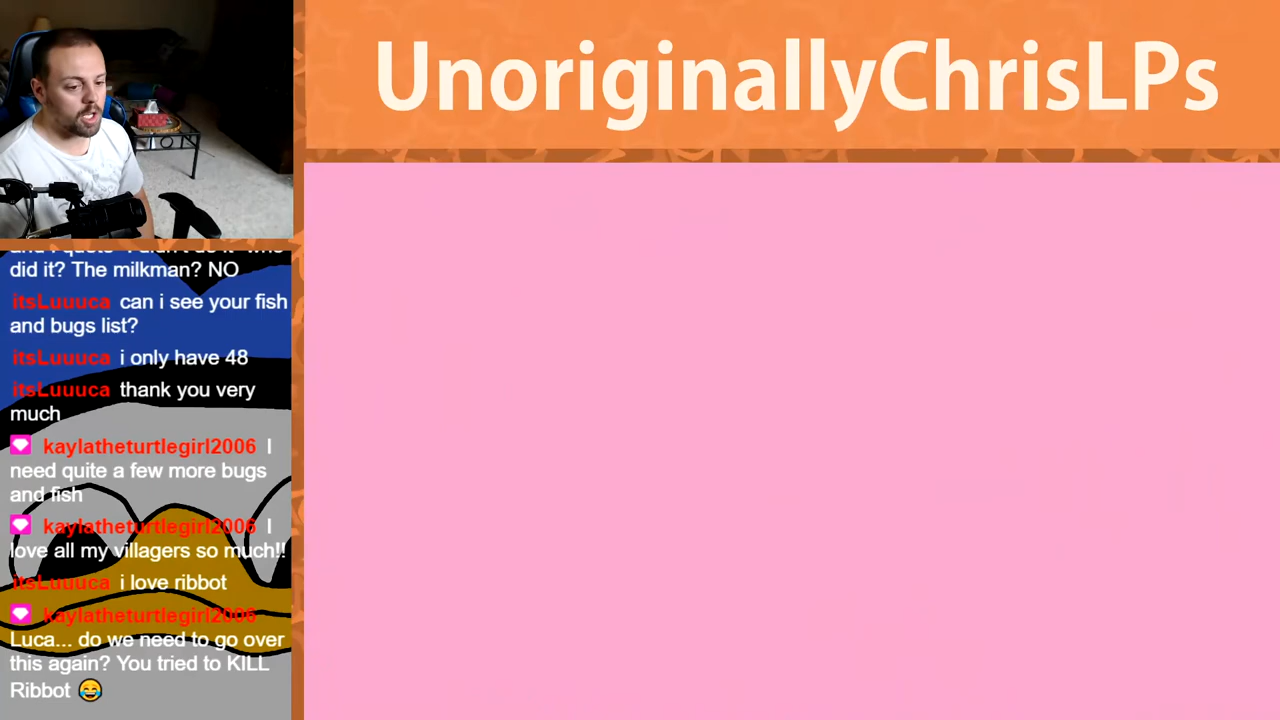 UnoriginallyChrisLPs
did it? The milkman? NO
itsLuuuca can i see your fish
and bugs list?
itsLuuuca i only have 48
itsLuuuca thank you very
much
kaylatheturtlegirl2006 I
need quite a few more bugs
and fish
kaylatheturtlegirl2006 I
love all my villagers so much!!
itsLuuuca i love ribbot
kaylatheturtlegirl2006
Luca... do we need to go over
this again? You tried to KILL
Ribbot 😂